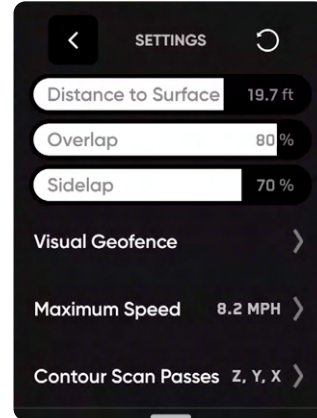 SETTINGS
Distance to Surface 19.7 ft
Overlap 80 %
Sidelap 70 %
Visual Geofence
Maximum Speed 8.2 MPH
Contour Scan Passes Z, Y, X